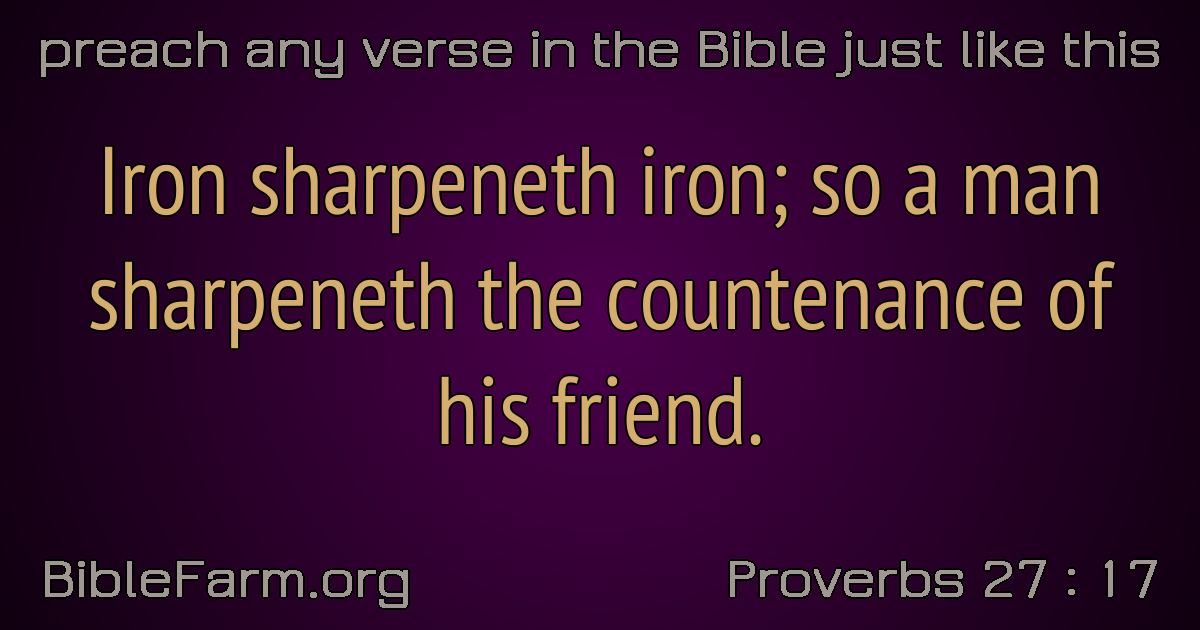 preach any verse in the Bible just like this
Iron sharpeneth iron; so a man
sharpeneth the countenance of
his friend.
BibleFarm.org
Proverbs 27 : 17